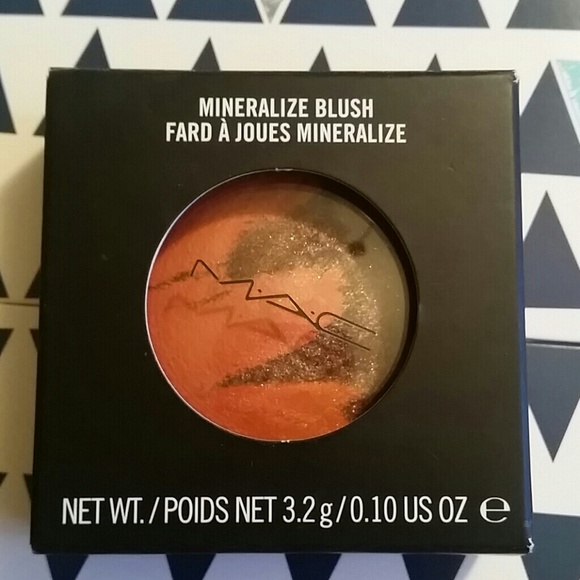 MINERALIZE BLUSH
FARD À JOUES MINERALIZE
M·A·C
NET WT./POIDS NET 3.2 g/0.10 US OZ ℮